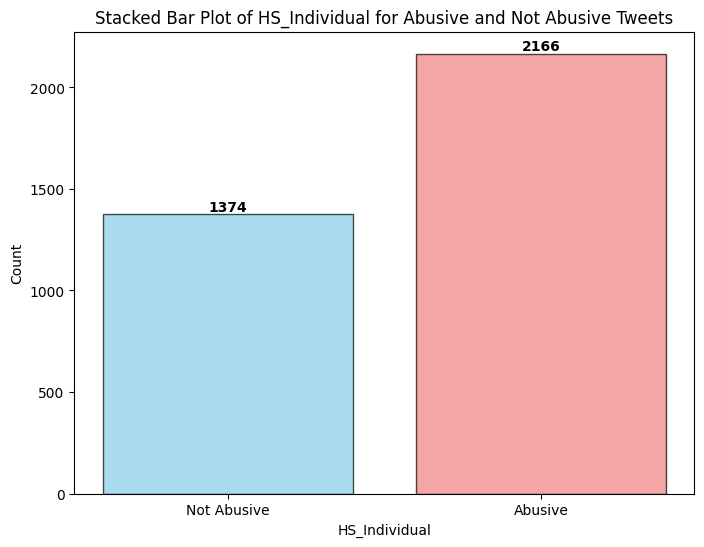 Stacked Bar Plot of HS_Individual for Abusive and Not Abusive Tweets
2166
2000
1500
1374
Count
1000
500
0
Not Abusive
Abusive
HS_Individual